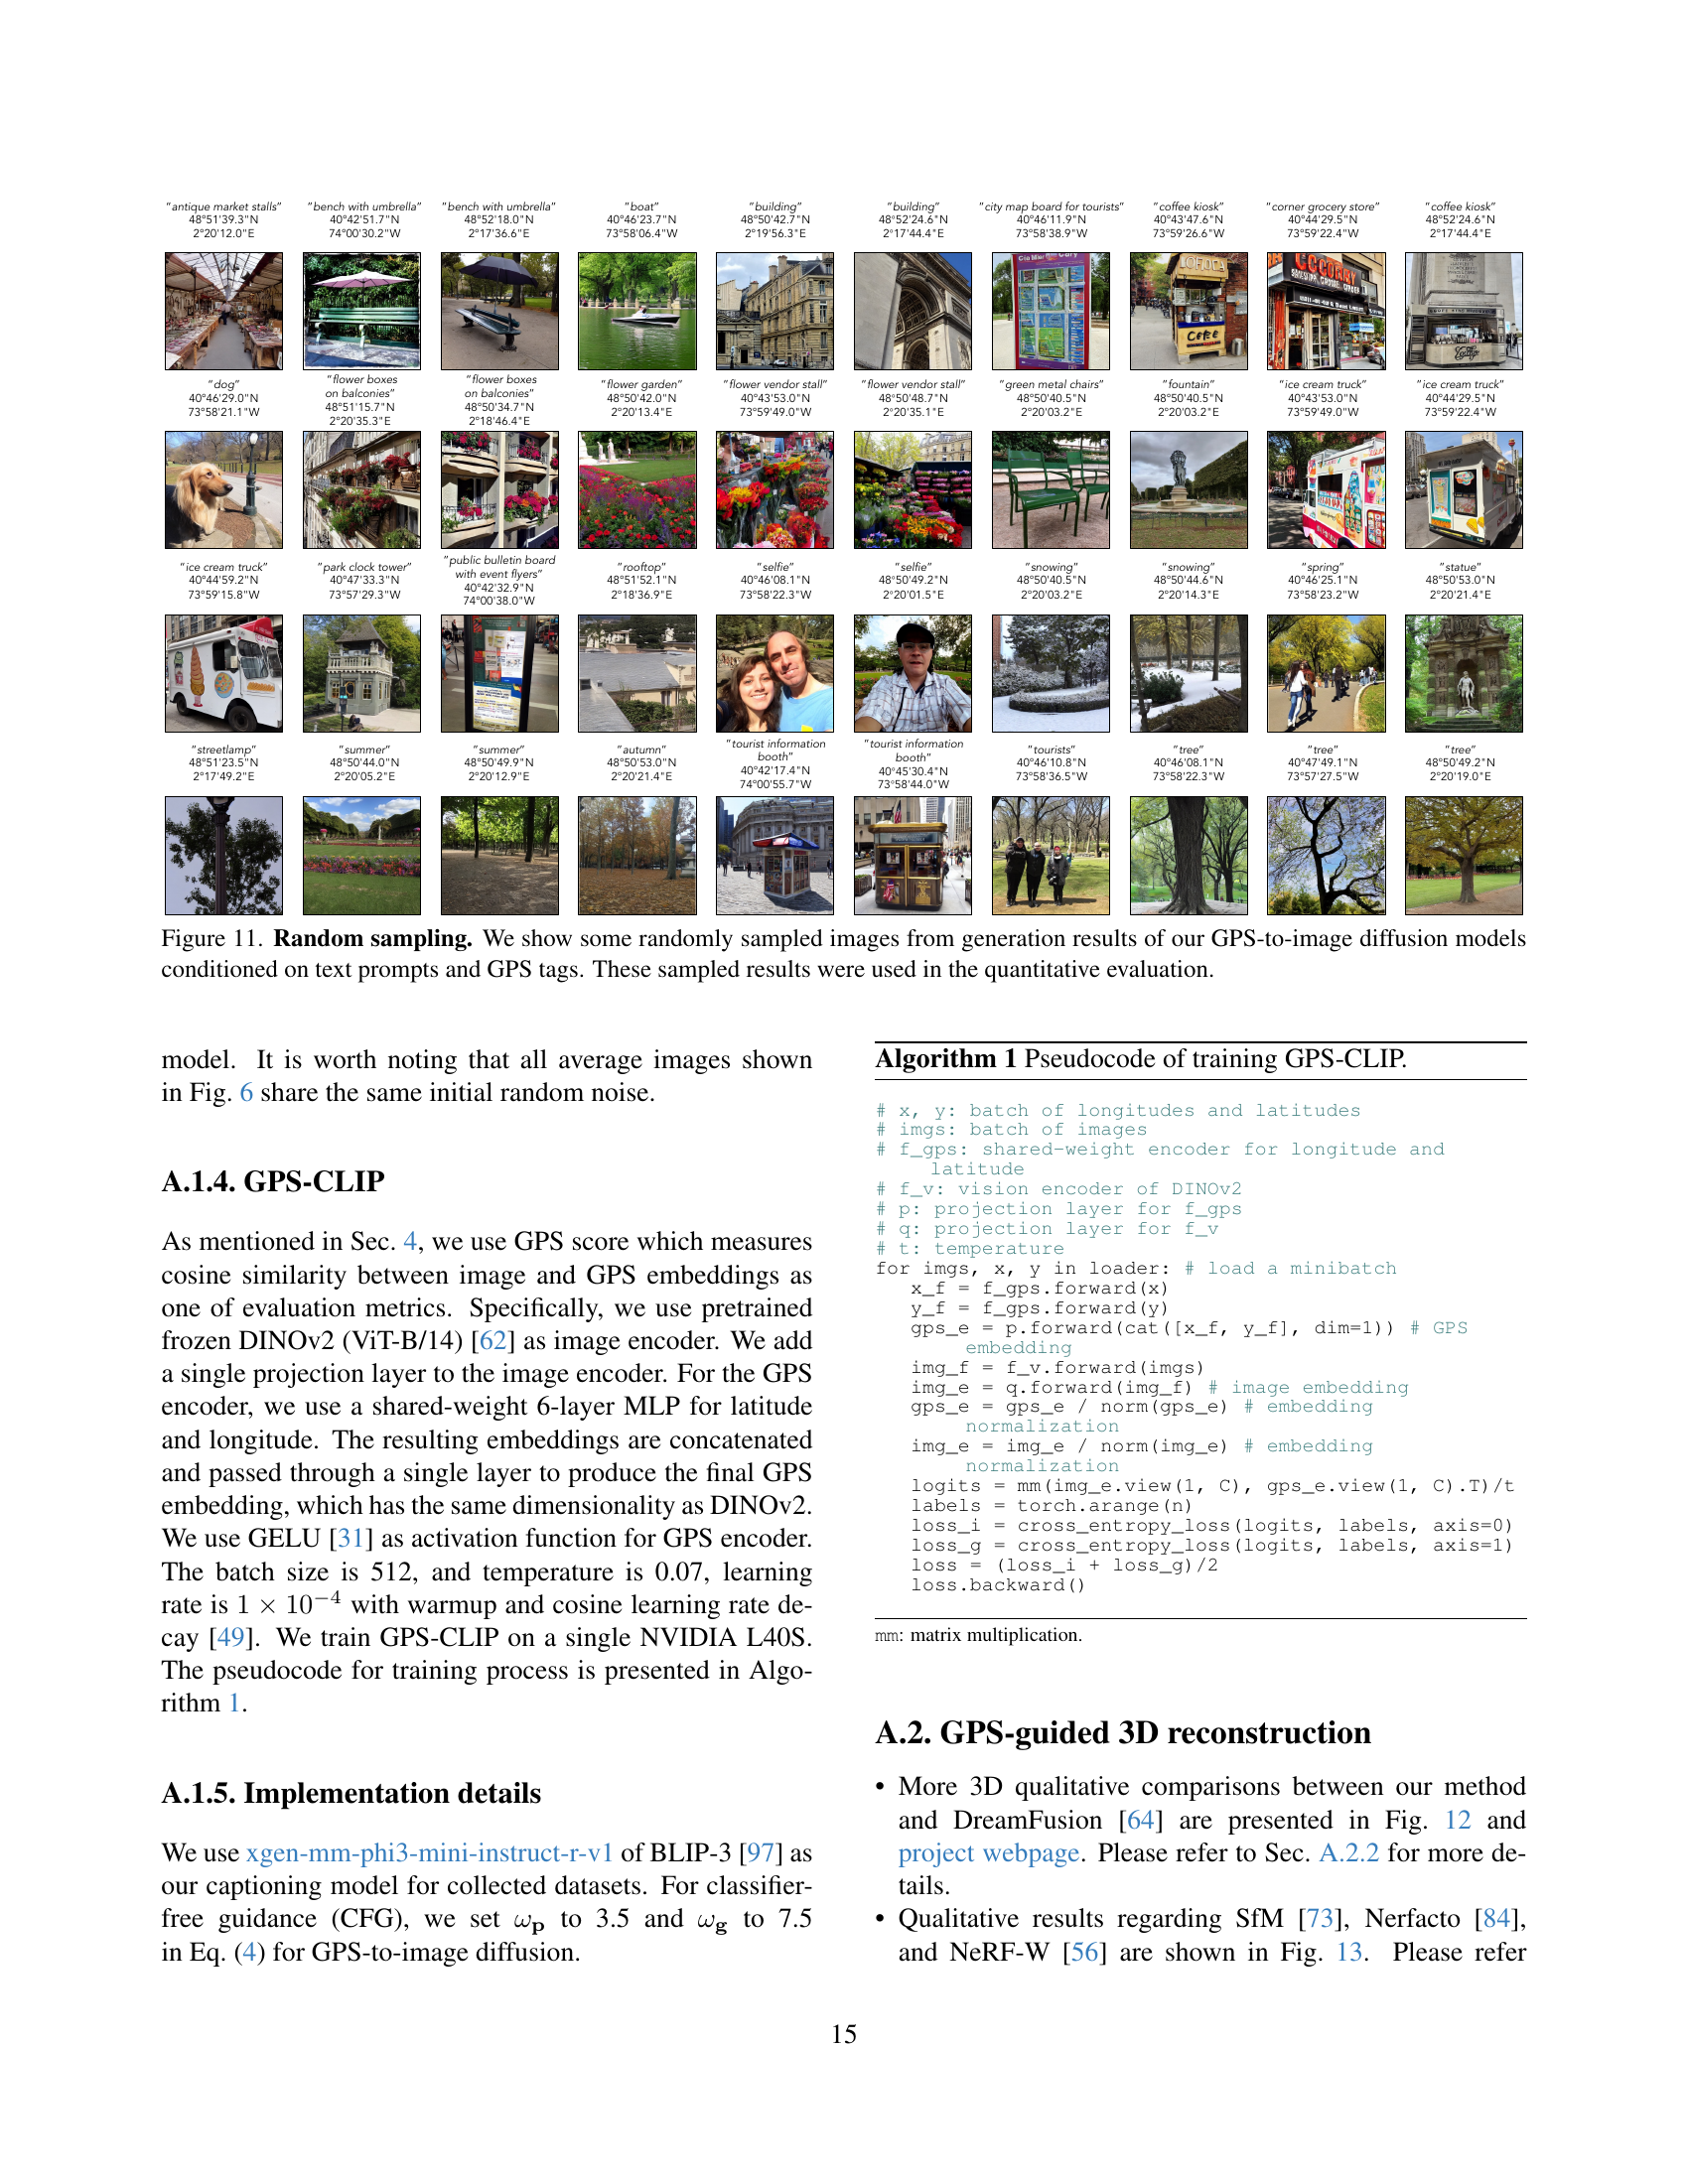 "antique market stalls"
48°51'39.3"N
2°20'12.0"E
"bench with umbrella"
40°42'51.7"N
74°00'30.2"W
"bench with umbrella"
48°52'18.0"N
2°17'36.6"E
"boat"
40°46'23.7"N
73°58'06.4"W
"building"
48°50'42.7"N
2°19'56.3"E
"building"
48°52'24.6"N
2°17'44.4"E
"city map board for tourists"
40°46'11.9"N
73°58'38.9"W
"coffee kiosk"
40°43'47.6"N
73°59'26.6"W
"corner grocery store"
40°44'29.5"N
73°59'22.4"W
"coffee kiosk"
48°52'24.6"N
2°17'44.4"E
"dog"
40°46'29.0"N
73°58'21.1"W
"flower boxes
on balconies"
48°51'15.7"N
2°20'35.3"E
"flower boxes
on balconies"
48°50'34.7"N
2°18'46.4"E
"flower garden"
48°50'42.0"N
2°20'13.4"E
"flower vendor stall"
40°43'53.0"N
73°59'49.0"W
"flower vendor stall"
48°50'48.7"N
2°20'35.1"E
"green metal chairs"
48°50'40.5"N
2°20'03.2"E
"fountain"
48°50'40.5"N
2°20'03.2"E
"ice cream truck"
40°43'53.0"N
73°59'49.0"W
"ice cream truck"
40°44'29.5"N
73°59'22.4"W
"ice cream truck"
40°44'59.2"N
73°59'15.8"W
"park clock tower"
40°47'33.3"N
73°57'29.3"W
"public bulletin board
with event flyers"
40°42'32.9"N
74°00'38.0"W
"rooftop"
48°51'52.1"N
2°18'36.9"E
"selfie"
40°46'08.1"N
73°58'22.3"W
"selfie"
48°50'49.2"N
2°20'01.5"E
"snowing"
48°50'40.5"N
2°20'03.2"E
"snowing"
48°50'44.6"N
2°20'14.3"E
"spring"
40°46'25.1"N
73°58'23.2"W
"statue"
48°50'53.0"N
2°20'21.4"E
"streetlamp"
48°51'23.5"N
2°17'49.2"E
"summer"
48°50'44.0"N
2°20'05.2"E
"summer"
48°50'49.9"N
2°20'12.9"E
"autumn"
48°50'53.0"N
2°20'21.4"E
"tourist information
booth"
40°42'17.4"N
74°00'55.7"W
"tourist information
booth"
40°45'30.4"N
73°58'44.0"W
"tourists"
40°46'10.8"N
73°58'36.5"W
"tree"
40°46'08.1"N
73°58'22.3"W
"tree"
40°47'49.1"N
73°57'27.5"W
"tree"
48°50'49.2"N
2°20'19.0"E
Figure 11. Random sampling. We show some randomly sampled images from generation results of our GPS-to-image diffusion models
conditioned on text prompts and GPS tags. These sampled results were used in the quantitative evaluation.
model. It is worth noting that all average images shown
in Fig. 6 share the same initial random noise.
A.1.4. GPS-CLIP
As mentioned in Sec. 4, we use GPS score which measures
cosine similarity between image and GPS embeddings as
one of evaluation metrics. Specifically, we use pretrained
frozen DINOv2 (ViT-B/14) [62] as image encoder. We add
a single projection layer to the image encoder. For the GPS
encoder, we use a shared-weight 6-layer MLP for latitude
and longitude. The resulting embeddings are concatenated
and passed through a single layer to produce the final GPS
embedding, which has the same dimensionality as DINOv2.
We use GELU [31] as activation function for GPS encoder.
The batch size is 512, and temperature is 0.07, learning
rate is 1 × 10⁻⁴ with warmup and cosine learning rate de-
cay [49]. We train GPS-CLIP on a single NVIDIA L40S.
The pseudocode for training process is presented in Algo-
rithm 1.
A.1.5. Implementation details
We use xgen-mm-phi3-mini-instruct-r-v1 of BLIP-3 [97] as
our captioning model for collected datasets. For classifier-
free guidance (CFG), we set ωp to 3.5 and ωg to 7.5
in Eq. (4) for GPS-to-image diffusion.
Algorithm 1 Pseudocode of training GPS-CLIP.
# x, y: batch of longitudes and latitudes
# imgs: batch of images
# f_gps: shared-weight encoder for longitude and
latitude
# f_v: vision encoder of DINOv2
# p: projection layer for f_gps
# q: projection layer for f_v
# t: temperature
for imgs, x, y in loader: # load a minibatch
x_f = f_gps.forward(x)
y_f = f_gps.forward(y)
gps_e = p.forward(cat([x_f, y_f], dim=1)) # GPS
embedding
img_f = f_v.forward(imgs)
img_e = q.forward(img_f) # image embedding
gps_e = gps_e / norm(gps_e) # embedding
normalization
img_e = img_e / norm(img_e) # embedding
normalization
logits = mm(img_e.view(1, C), gps_e.view(1, C).T)/t
labels = torch.arange(n)
loss_i = cross_entropy_loss(logits, labels, axis=0)
loss_g = cross_entropy_loss(logits, labels, axis=1)
loss = (loss_i + loss_g)/2
loss.backward()
mm: matrix multiplication.
A.2. GPS-guided 3D reconstruction
• More 3D qualitative comparisons between our method
and DreamFusion [64] are presented in Fig. 12 and
project webpage. Please refer to Sec. A.2.2 for more de-
tails.
• Qualitative results regarding SfM [73], Nerfacto [84],
and NeRF-W [56] are shown in Fig. 13. Please refer
15